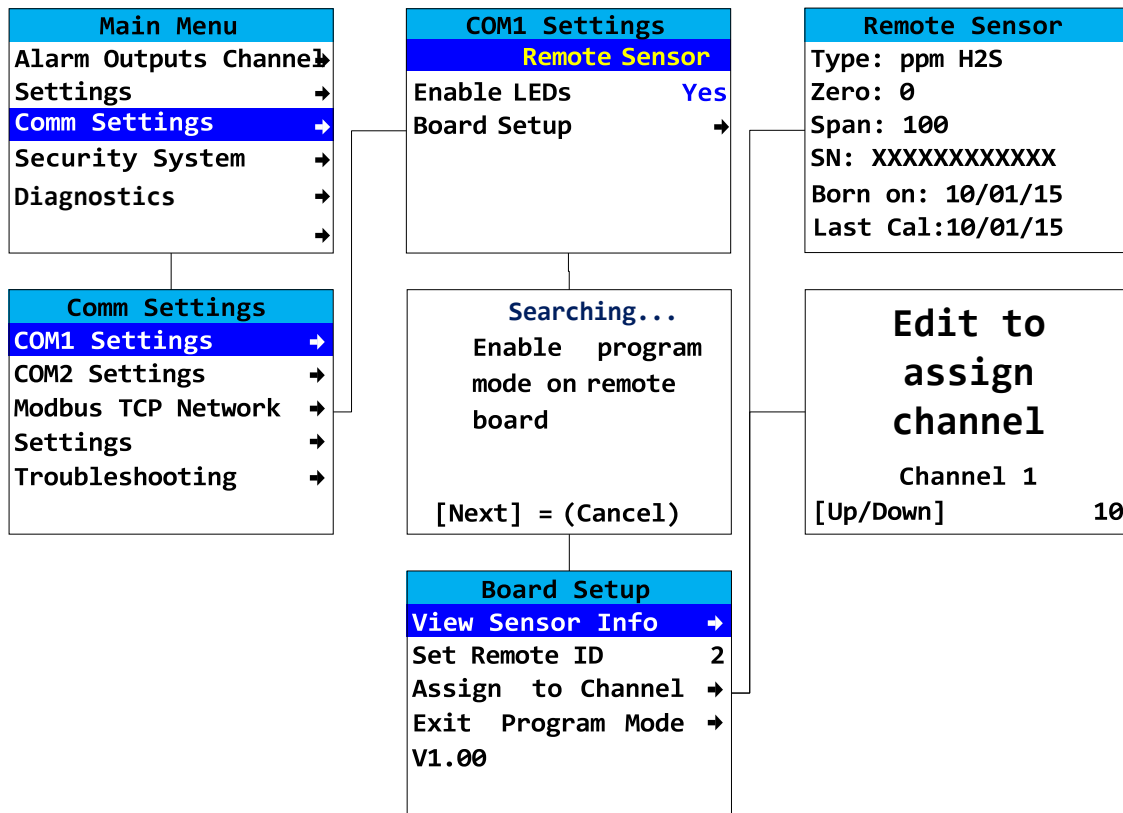 Main Menu
Alarm Outputs Channel
Settings
Comm Settings
Security System
Diagnostics
Comm Settings
COM1 Settings
COM2 Settings
Modbus TCP Network
Settings
Troubleshooting
COM1 Settings
Remote Sensor
Enable LEDs Yes
Board Setup
Searching...
Enable program
mode on remote
board
[Next] = (Cancel)
Board Setup
View Sensor Info
Set Remote ID 2
Assign to Channel
Exit Program Mode
V1.00
Remote Sensor
Type: ppm H2S
Zero: 0
Span: 100
SN: XXXXXXXXXXXX
Born on: 10/01/15
Last Cal:10/01/15
Edit to
assign
channel
Channel 1
[Up/Down] 10